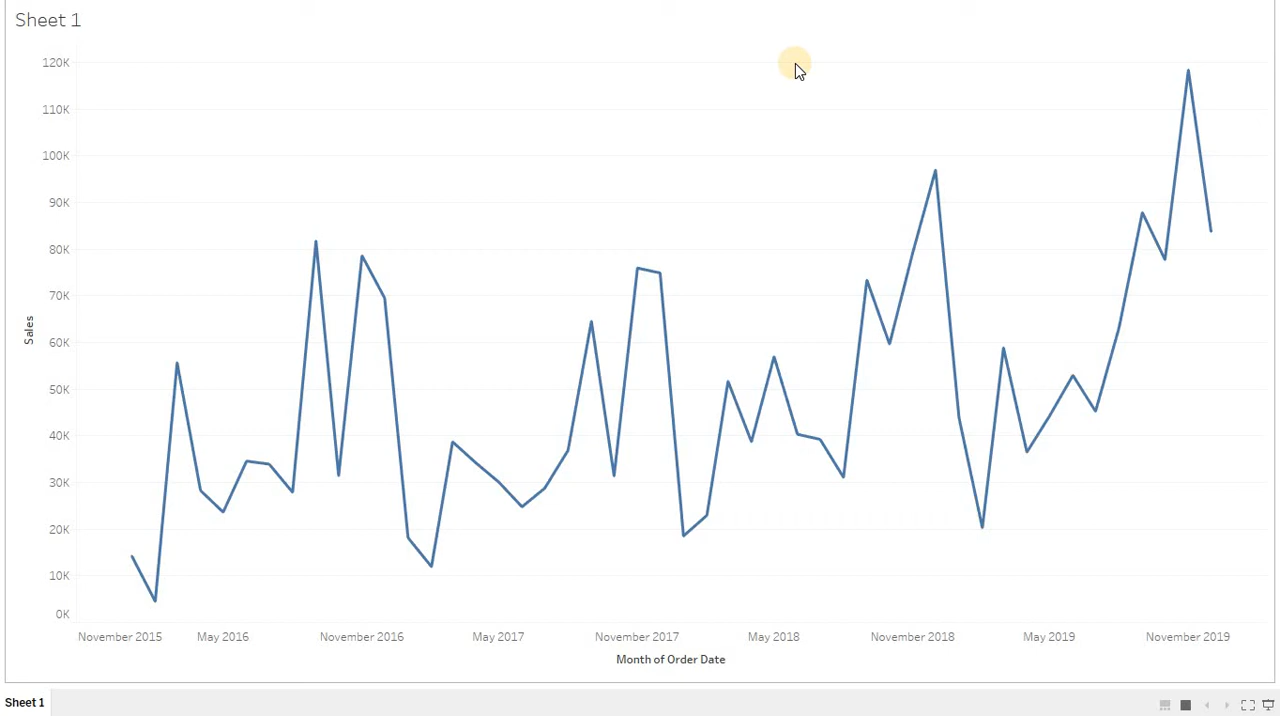 Sheet 1
120K
110K
100K
90K
80K
70K
60K
50K
40K
30K
20K
10K
0K
Sales
November 2015 May 2016 November 2016 May 2017 November 2017 May 2018 November 2018 May 2019 November 2019
Month of Order Date
Sheet 1